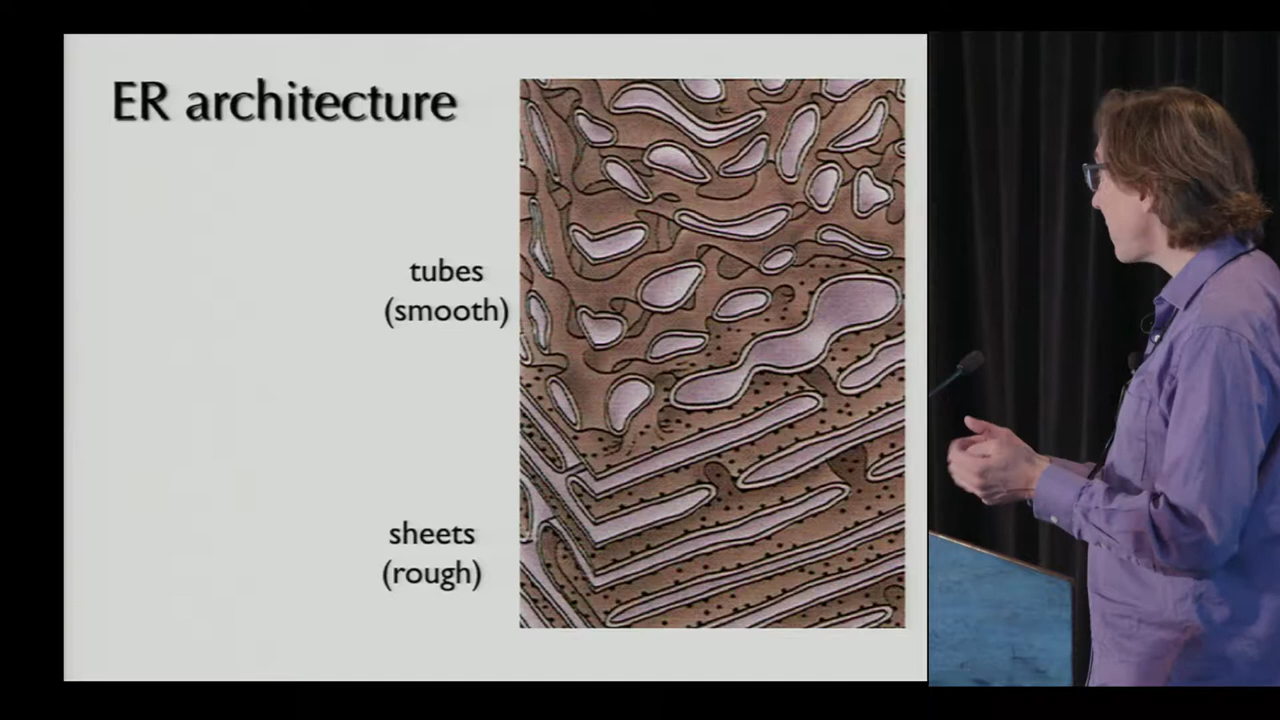 ER architecture
tubes
(smooth)
sheets
(rough)